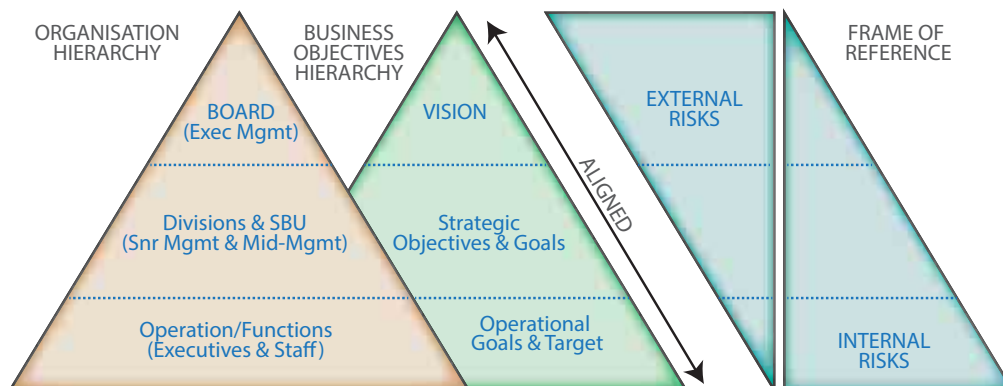 ORGANISATION
HIERARCHY
BUSINESS
OBJECTIVES
HIERARCHY
FRAME OF
REFERENCE
BOARD
(Exec Mgmt)
VISION
EXTERNAL
RISKS
ALIGNED
Divisions & SBU
(Snr Mgmt & Mid-Mgmt)
Strategic
Objectives & Goals
Operation/Functions
(Executives & Staff)
Operational
Goals & Target
INTERNAL
RISKS